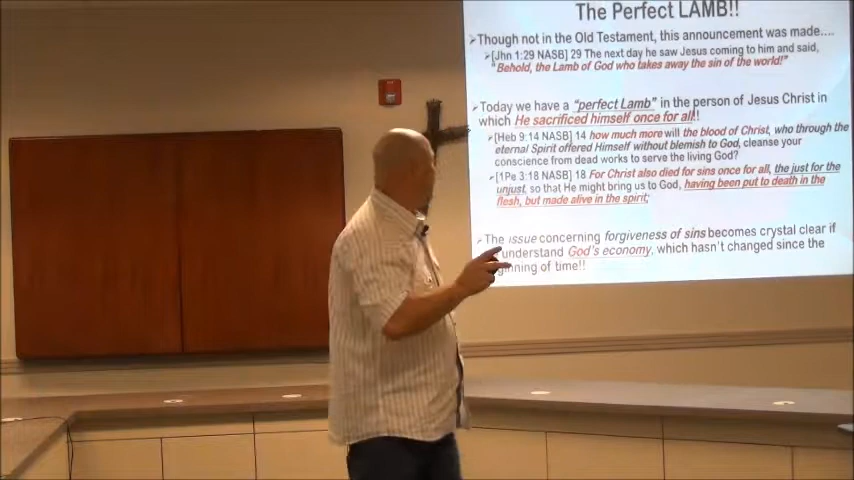 The Perfect LAMB!!
➢Though not in the Old Testament, this announcement was made....
➢[Jhn 1:29 NASB] 29 The next day he saw Jesus coming to him and said,
"Behold, the Lamb of God who takes away the sin of the world!"
➢Today we have a "perfect Lamb" in the person of Jesus Christ in
which He sacrificed himself once for all!!
➢[Heb 9:14 NASB] 14 how much more will the blood of Christ, who through the
eternal Spirit offered Himself without blemish to God, cleanse your
conscience from dead works to serve the living God?
➢[1Pe 3:18 NASB] 18 For Christ also died for sins once for all, the just for the
unjust, so that He might bring us to God, having been put to death in the
flesh, but made alive in the spirit;
➢The issue concerning forgiveness of sins becomes crystal clear if
understand God's economy, which hasn't changed since the
of time!!